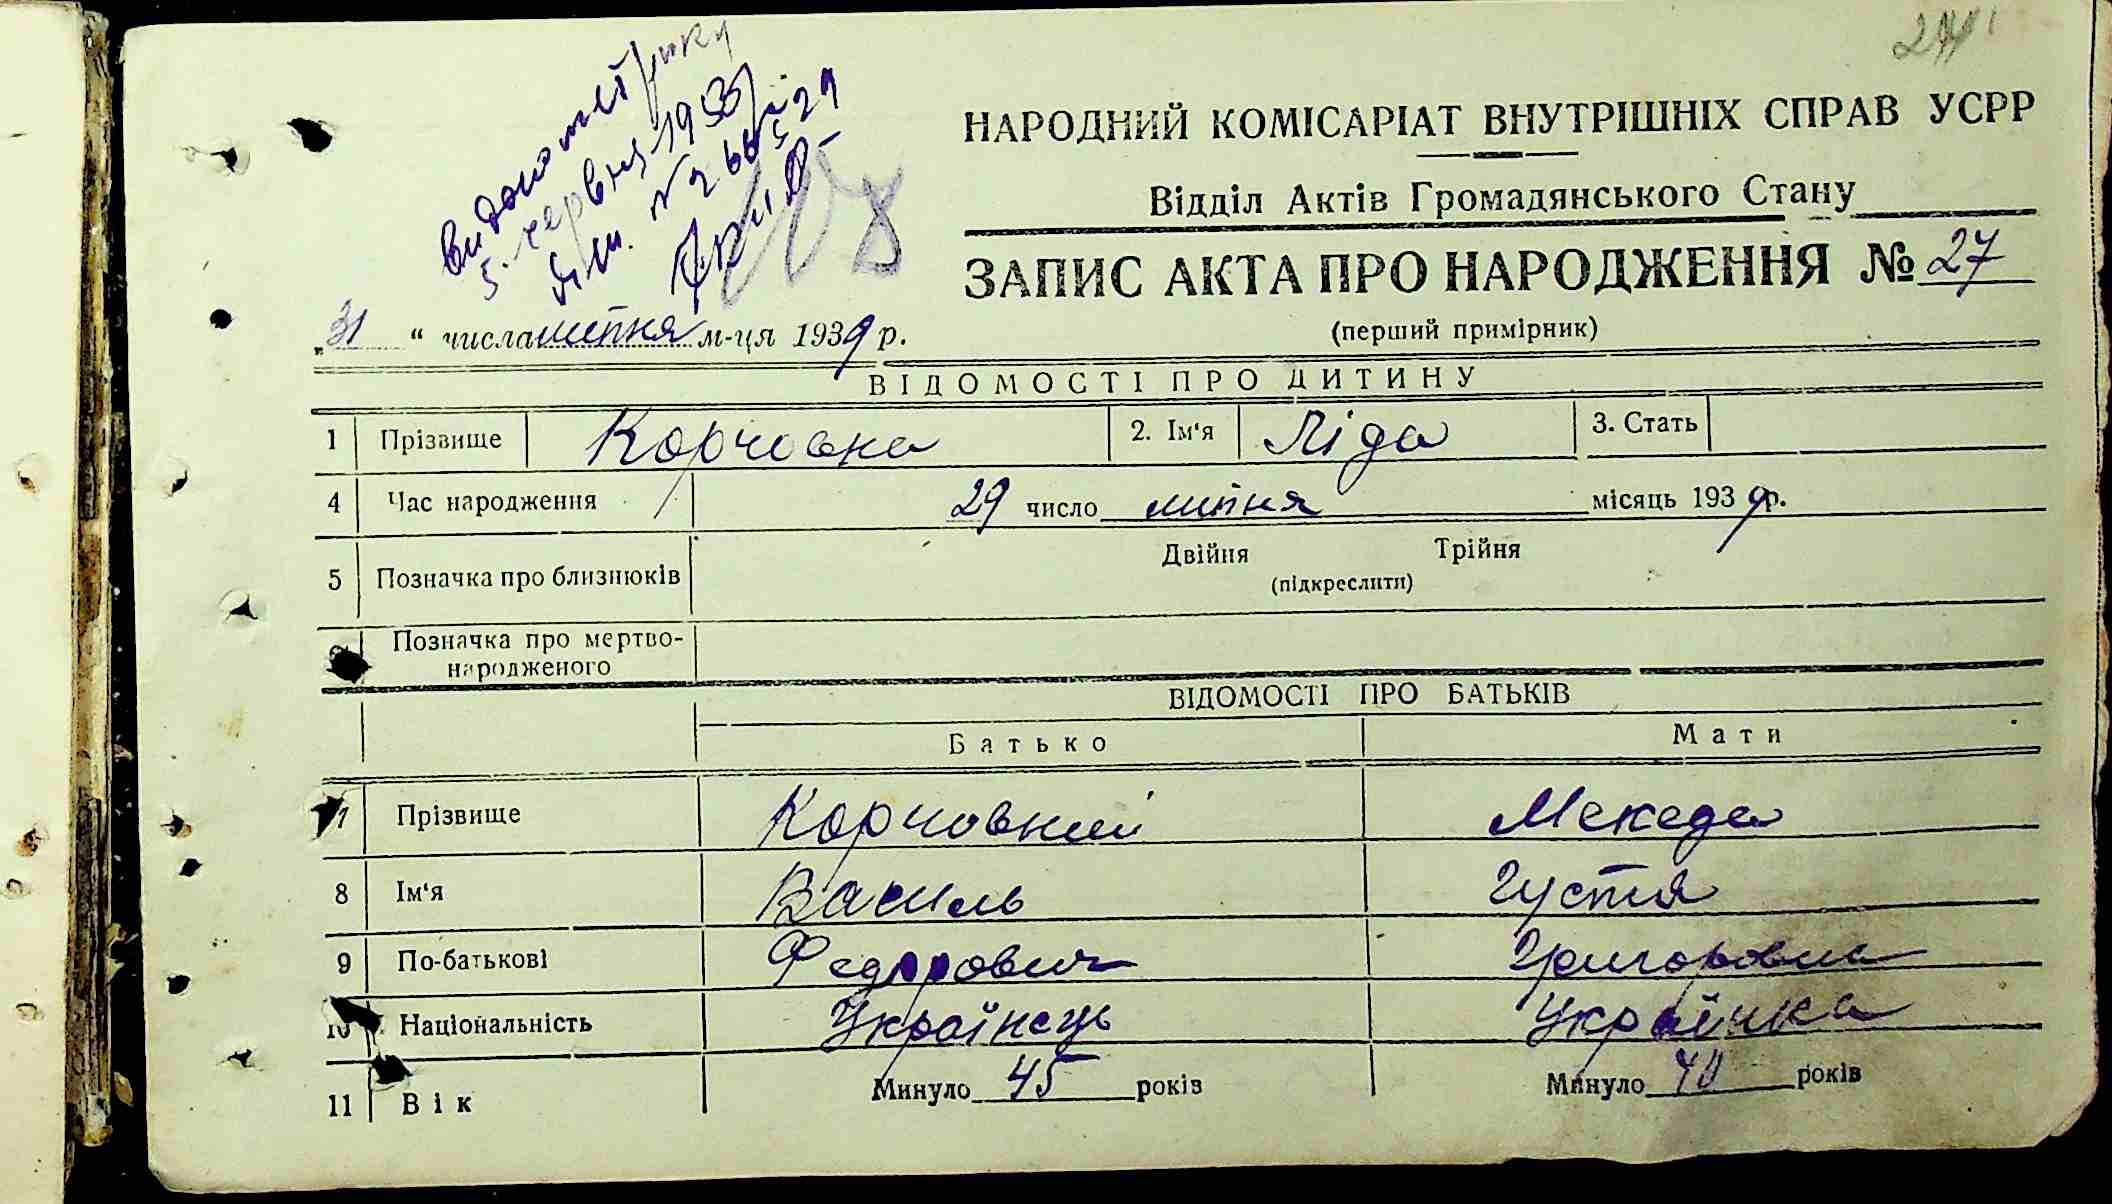 НАРОДНИЙ КОМІСАРІАТ ВНУТРІШНІХ СПРАВ УСРР
Відділ Актів Громадянського Стану
ЗАПИС АКТА ПРО НАРОДЖЕННЯ № 27
(перший примірник)
5. червня
„31“ числа липня м-ця 1939 р.
ВІДОМОСТІ ПРО ДИТИНУ
1 Прізвище Корчовна 2. Ім'я Ліда 3. Стать
4 Час народження 29 число липня місяць 1939 р.
5 Позначка про близнюків Двійня Трійня
(підкреслити)
Позначка про мертво-
народженого
ВІДОМОСТІ ПРО БАТЬКІВ
Батько Мати
7 Прізвище Корчовний Мекеда
8 Ім'я Василь Густя
9 По-батькові Федорович Григоровна
10 Національність Українець Українка
11 Вік Минуло 45 років Минуло 40 років